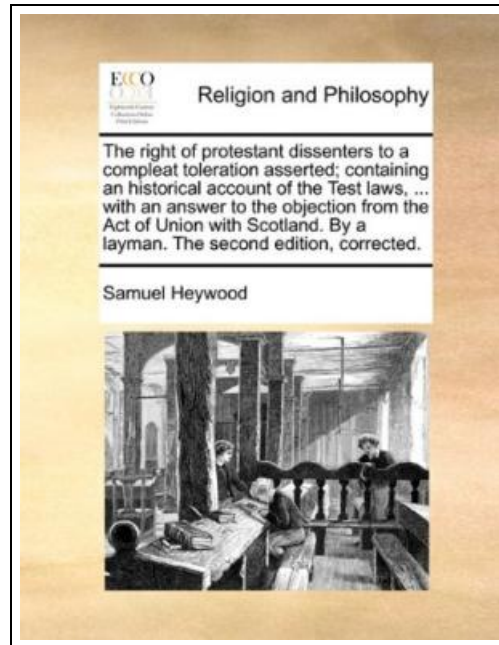 ECCO
Religion and Philosophy
The right of protestant dissenters to a
compleat toleration asserted; containing
an historical account of the Test laws, ...
with an answer to the objection from the
Act of Union with Scotland. By a
layman. The second edition, corrected.
Samuel Heywood